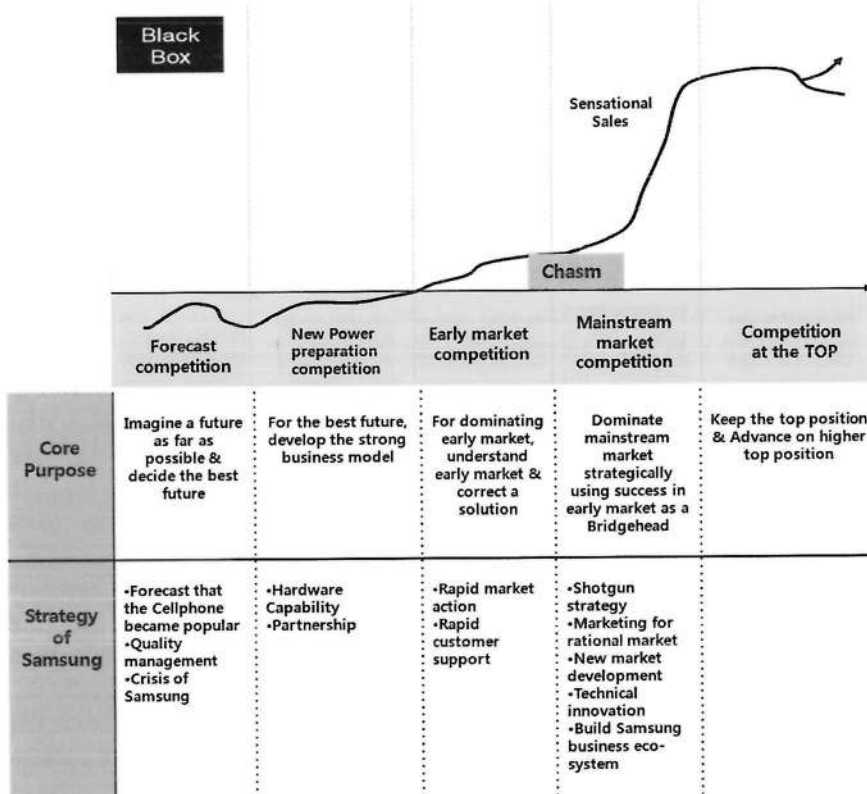 Black
Box
Sensational
Sales
Chasm
Forecast
competition
New Power
preparation
competition
Early market
competition
Mainstream
market
competition
Competition
at the TOP
Core
Purpose
Imagine a future
as far as
possible &
decide the best
future
For the best future,
develop the strong
business model
For dominating
early market,
understand
early market &
correct a
solution
Dominate
mainstream
market
strategically
using success in
early market as a
Bridgehead
Keep the top position
& Advance on higher
top position
Strategy
of
Samsung
•Forecast that
the Cellphone
became popular
•Quality
management
•Crisis of
Samsung
•Hardware
Capability
•Partnership
•Rapid market
action
•Rapid
customer
support
•Shotgun
strategy
•Marketing for
rational market
•New market
development
•Technical
innovation
•Build Samsung
business eco-
system